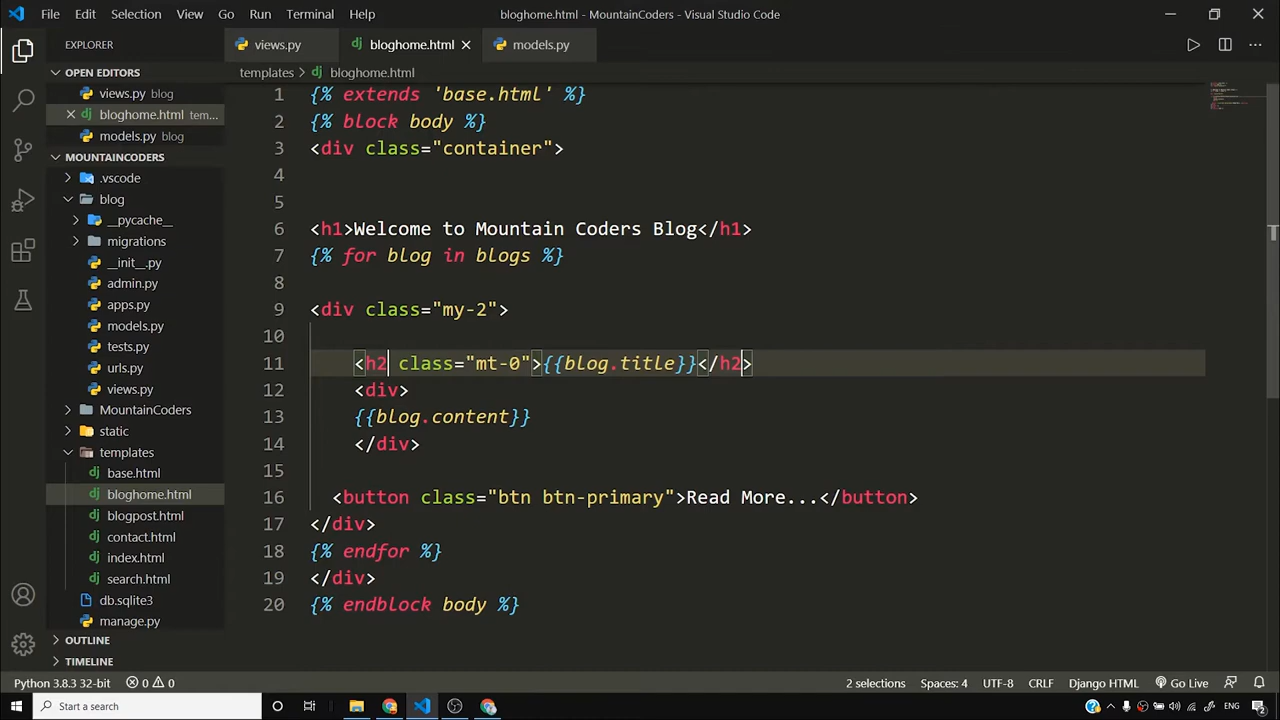 File Edit Selection View Go Run Terminal Help
bloghome.html - MountainCoders - Visual Studio Code
EXPLORER
views.py
bloghome.html
models.py
OPEN EDITORS
views.py blog
bloghome.html tem...
models.py blog
MOUNTAINCODERS
.vscode
blog
__pycache__
migrations
__init__.py
admin.py
apps.py
models.py
tests.py
urls.py
views.py
MountainCoders
static
templates
base.html
bloghome.html
blogpost.html
contact.html
index.html
search.html
db.sqlite3
manage.py
OUTLINE
TIMELINE
templates > bloghome.html
1 {% extends 'base.html' %}
2 {% block body %}
3 <div class="container">
4
5
6 <h1>Welcome to Mountain Coders Blog</h1>
7 {% for blog in blogs %}
8
9 <div class="my-2">
10
11 <h2 class="mt-0">{{blog.title}}</h2>
12 <div>
13 {{blog.content}}
14 </div>
15
16 <button class="btn btn-primary">Read More...</button>
17 </div>
18 {% endfor %}
19 </div>
20 {% endblock body %}
Python 3.8.3 32-bit 0 0
2 selections Spaces: 4 UTF-8 CRLF Django HTML Go Live
Start a search
2